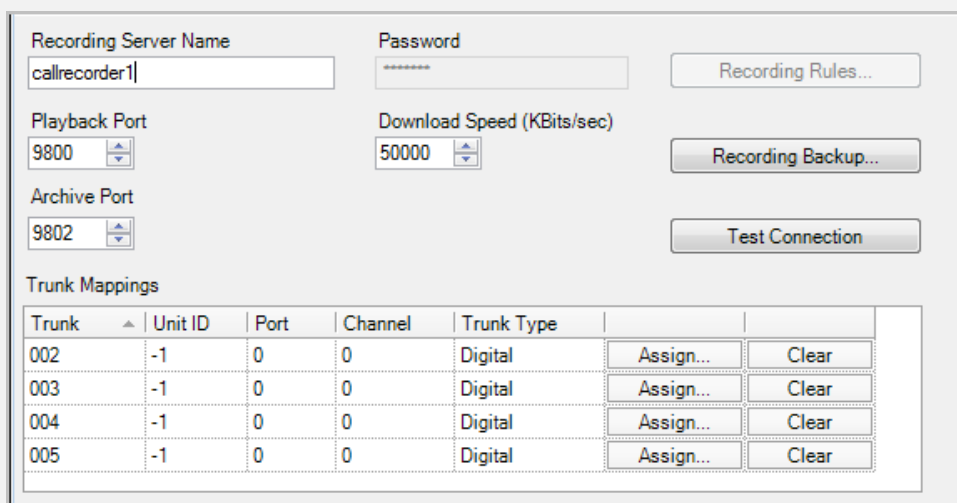 Recording Server Name Password
callrecorder1 ******* Recording Rules...
Playback Port Download Speed (KBits/sec)
9800 50000 Recording Backup...
Archive Port
9802 Test Connection
Trunk Mappings
Trunk Unit ID Port Channel Trunk Type
002 -1 0 0 Digital Assign... Clear
003 -1 0 0 Digital Assign... Clear
004 -1 0 0 Digital Assign... Clear
005 -1 0 0 Digital Assign... Clear